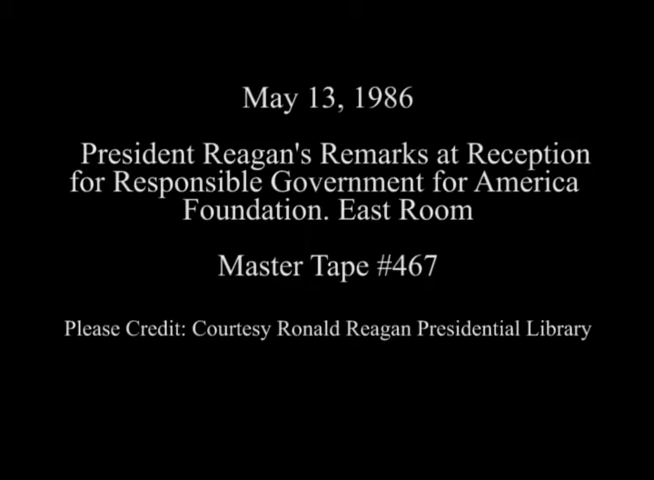 May 13, 1986
President Reagan's Remarks at Reception
for Responsible Government for America
Foundation. East Room
Master Tape #467
Please Credit: Courtesy Ronald Reagan Presidential Library